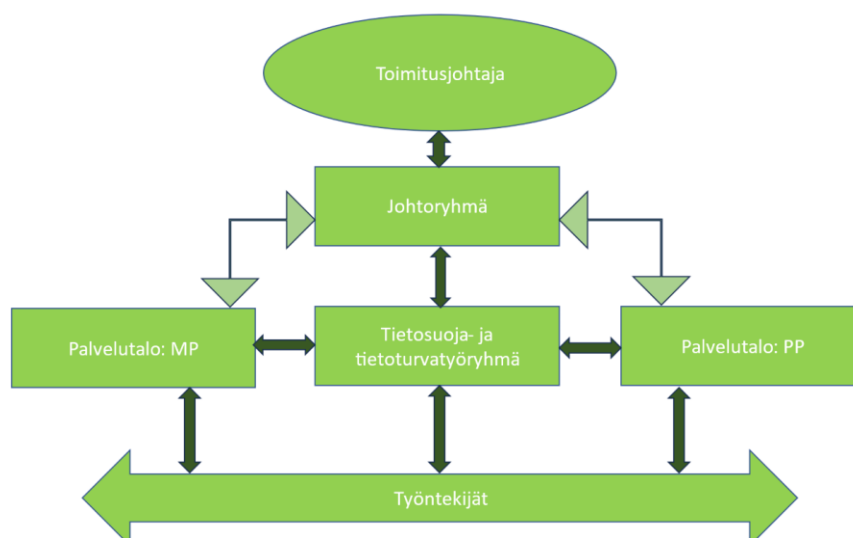 Toimitusjohtaja
Johtoryhmä
Palvelutalo: MP
Tietosuoja- ja
tietoturvatyöryhmä
Palvelutalo: PP
Työntekijät